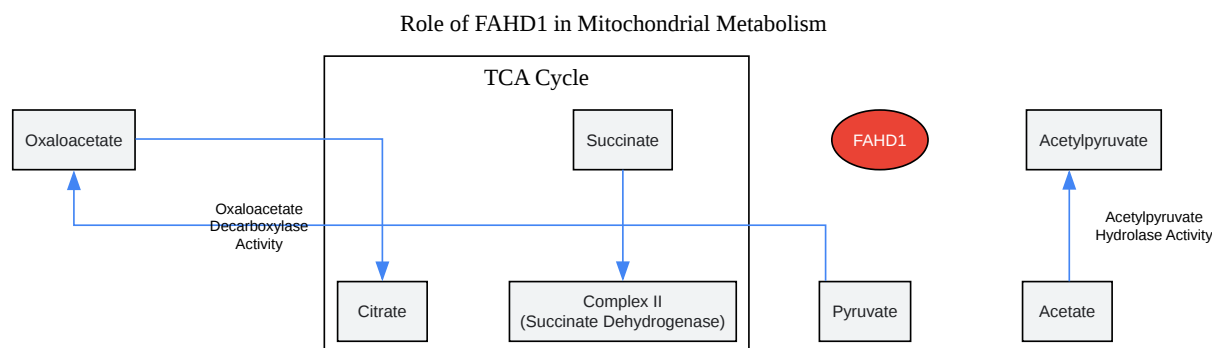 Role of FAHD1 in Mitochondrial Metabolism
TCA Cycle
Oxaloacetate
Succinate
FAHD1
Acetylpyruvate
Oxaloacetate
Decarboxylase
Activity
Acetylpyruvate
Hydrolase Activity
Citrate
Complex II
(Succinate Dehydrogenase)
Pyruvate
Acetate